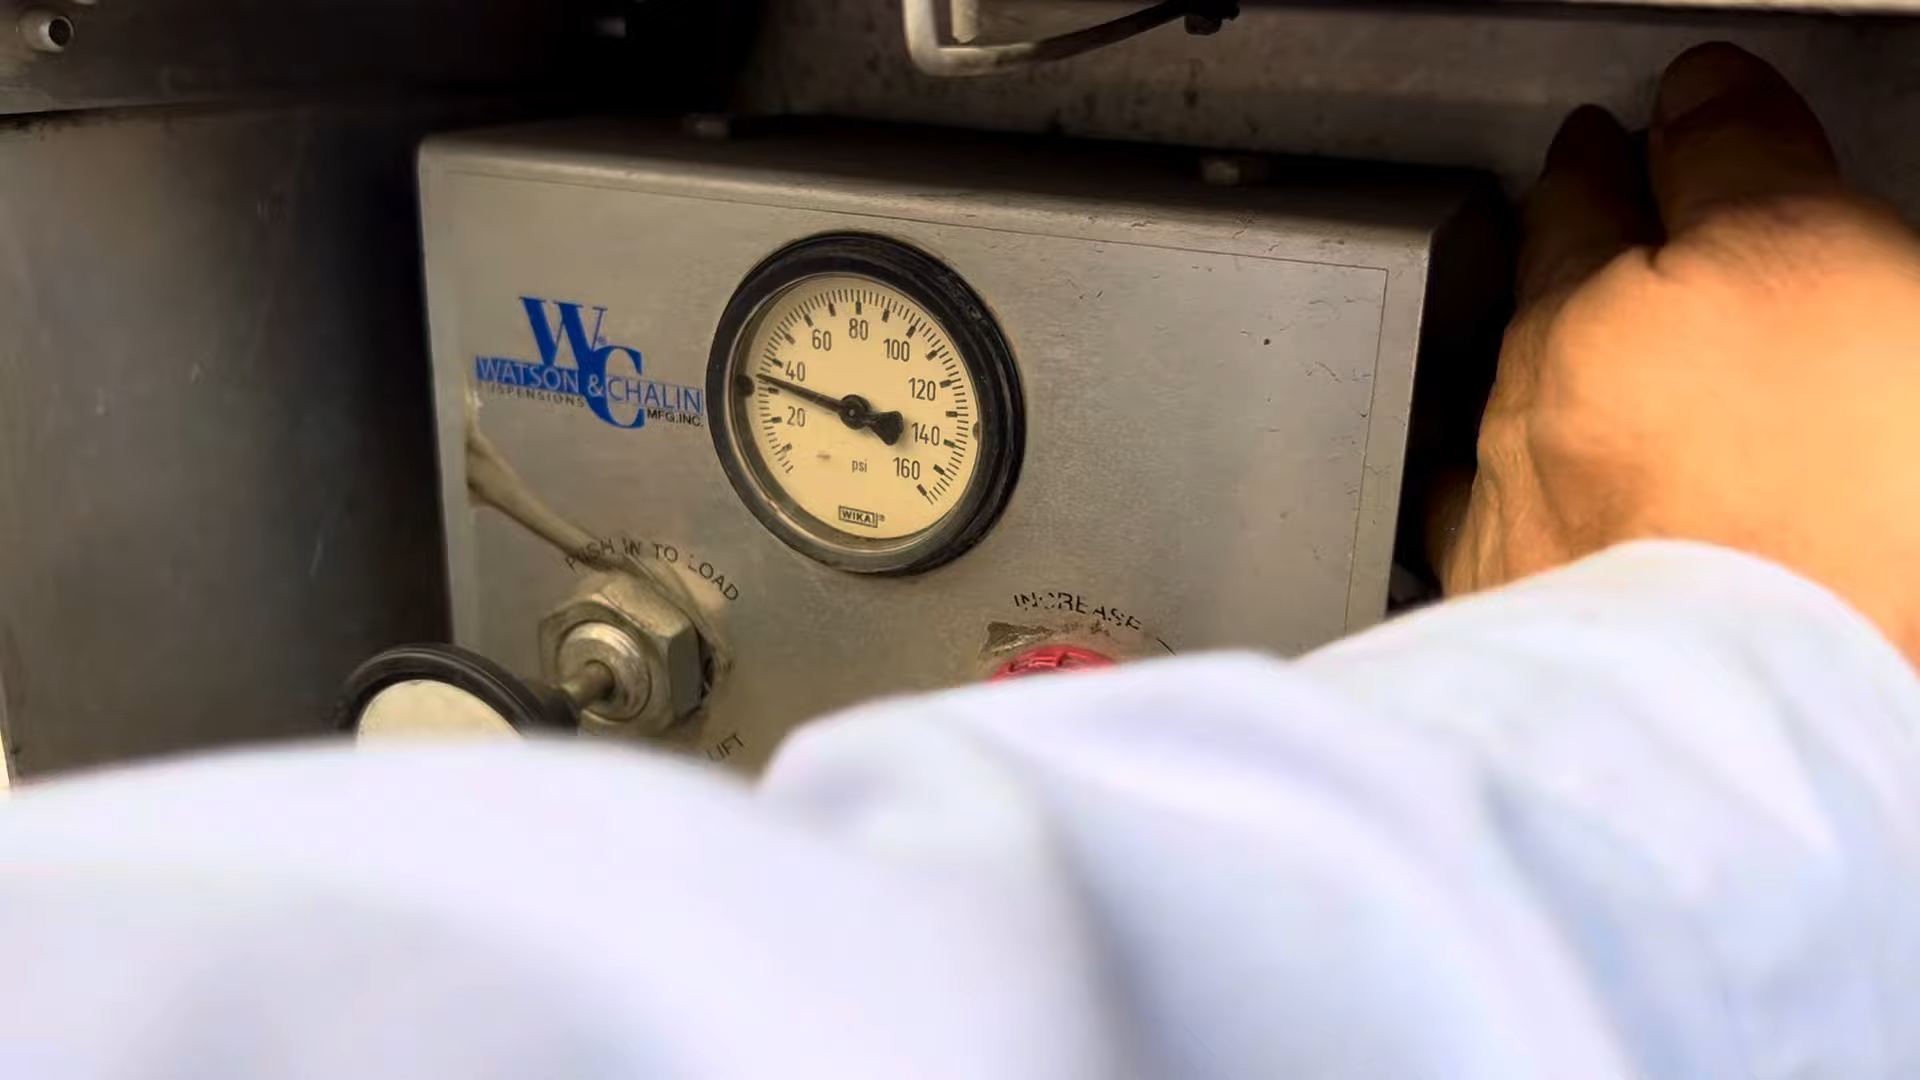 WC
WATSON & CHALIN
SUSPENSIONS
MFG.INC.
20
40
60
80
100
120
140
160
psi
WIKA®
PUSH IN TO LOAD
LIFT
INCREASE